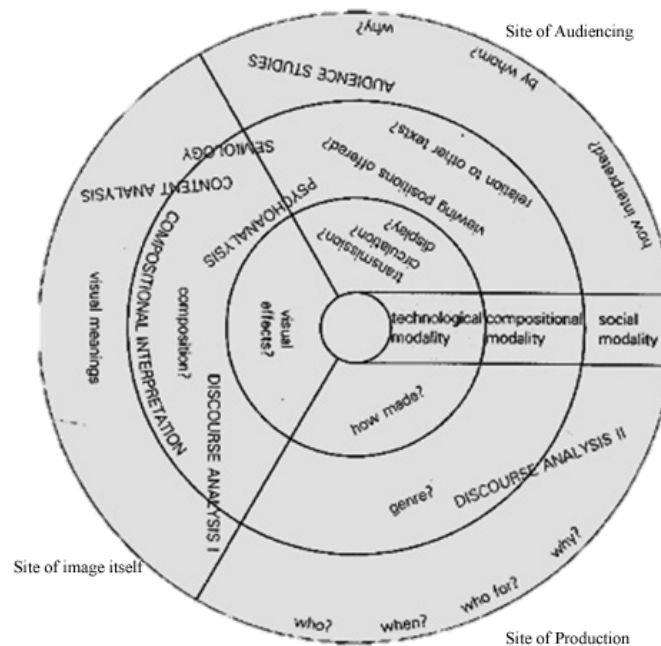 Site of Audiencing
why?
by whom?
how interpreted?
AUDIENCE STUDIES
relation to other texts?
viewing positions offered?
transmission?
circulation?
display?
SEMIOLOGY
CONTENT ANALYSIS
PSYCHOANALYSIS
COMPOSITIONAL INTERPRETATION
visual meanings
composition?
visual
effects?
DISCOURSE ANALYSIS I
technological
modality
compositional
modality
social
modality
how made?
genre?
DISCOURSE ANALYSIS II
who?
when?
who for?
why?
Site of image itself
Site of Production